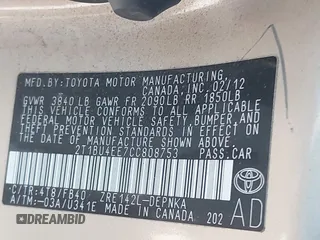 MFD.BY:TOYOTA MOTOR MANUFACTURING
CANADA,INC. 02/12
GVWR 3840 LB GAWR FR 2090LB RR 1850LB
THIS VEHICLE CONFORMS TO ALL APPLICABLE
FEDERAL MOTOR VEHICLE SAFETY, BUMPER, AND
THEFT PREVENTION STANDARDS IN EFFECT ON
THE DATE OF MANUFACTURE SHOWN ABOVE.
2T1BU4EE7CC808753 PASS.CAR
C/TR:4T8/FB40 ZRE142L-DEPNKA
A/TM:-03A/U341E MADE IN CANADA 202
AD
AUTOBIDMASTER